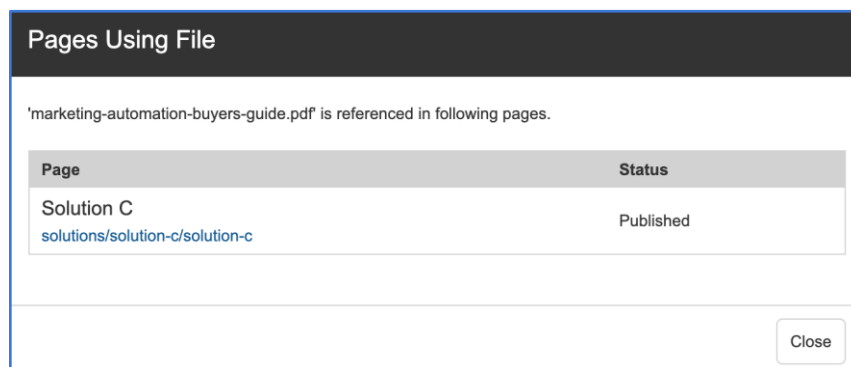 Pages Using File
'marketing-automation-buyers-guide.pdf' is referenced in following pages.
Page Status
Solution C
solutions/solution-c/solution-c
Published
Close